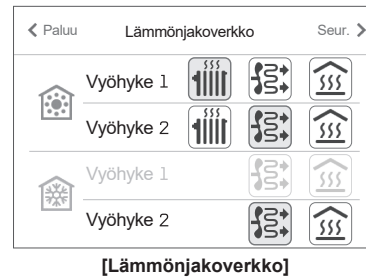 Paluu Lämmönjakoverkko Seur.
Vyöhyke 1
Vyöhyke 2
Vyöhyke 1
Vyöhyke 2
[Lämmönjakoverkko]